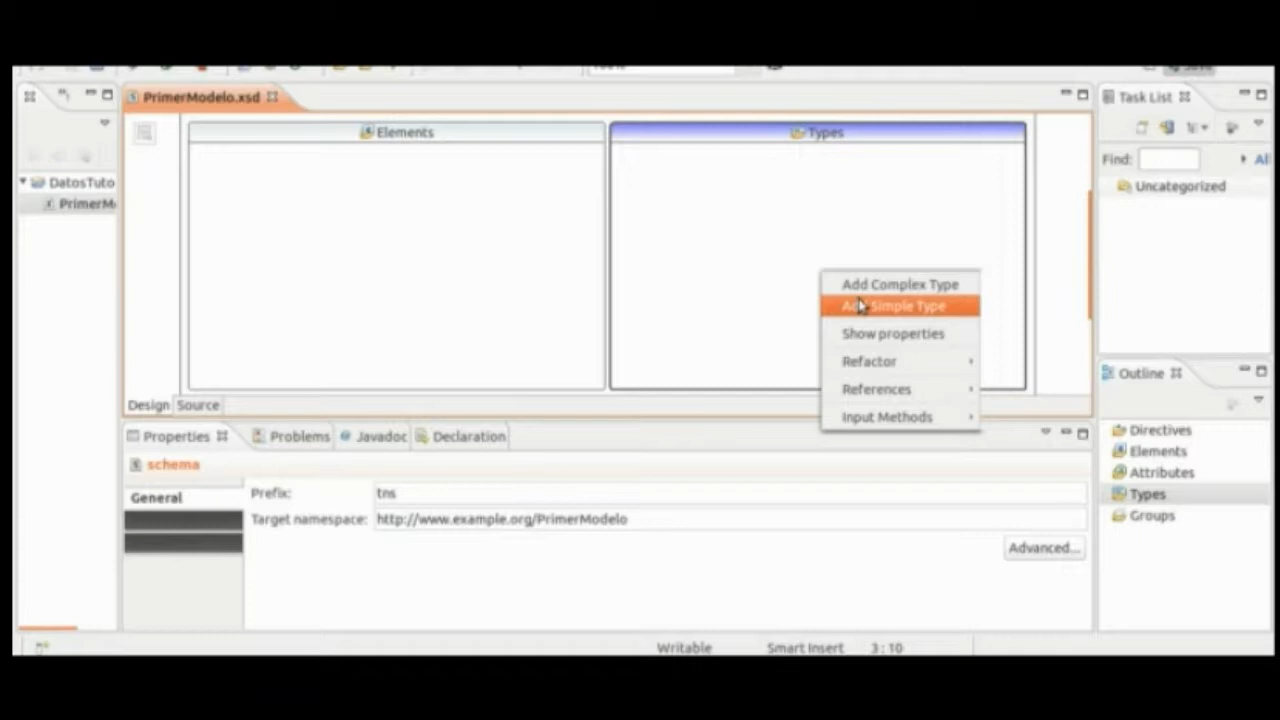 PrimerModelo.xsd
Task List
Elements
Types
Find:
All
DatosTuto
PrimerMo
Uncategorized
Add Complex Type
Add Simple Type
Show properties
Refactor
References
Input Methods
Outline
Design
Source
Properties
Problems
Javadoc
Declaration
Directives
Elements
Attributes
Types
Groups
schema
General
Prefix:
tns
Target namespace:
http://www.example.org/PrimerModelo
Advanced...
Writable
Smart Insert
3 : 10